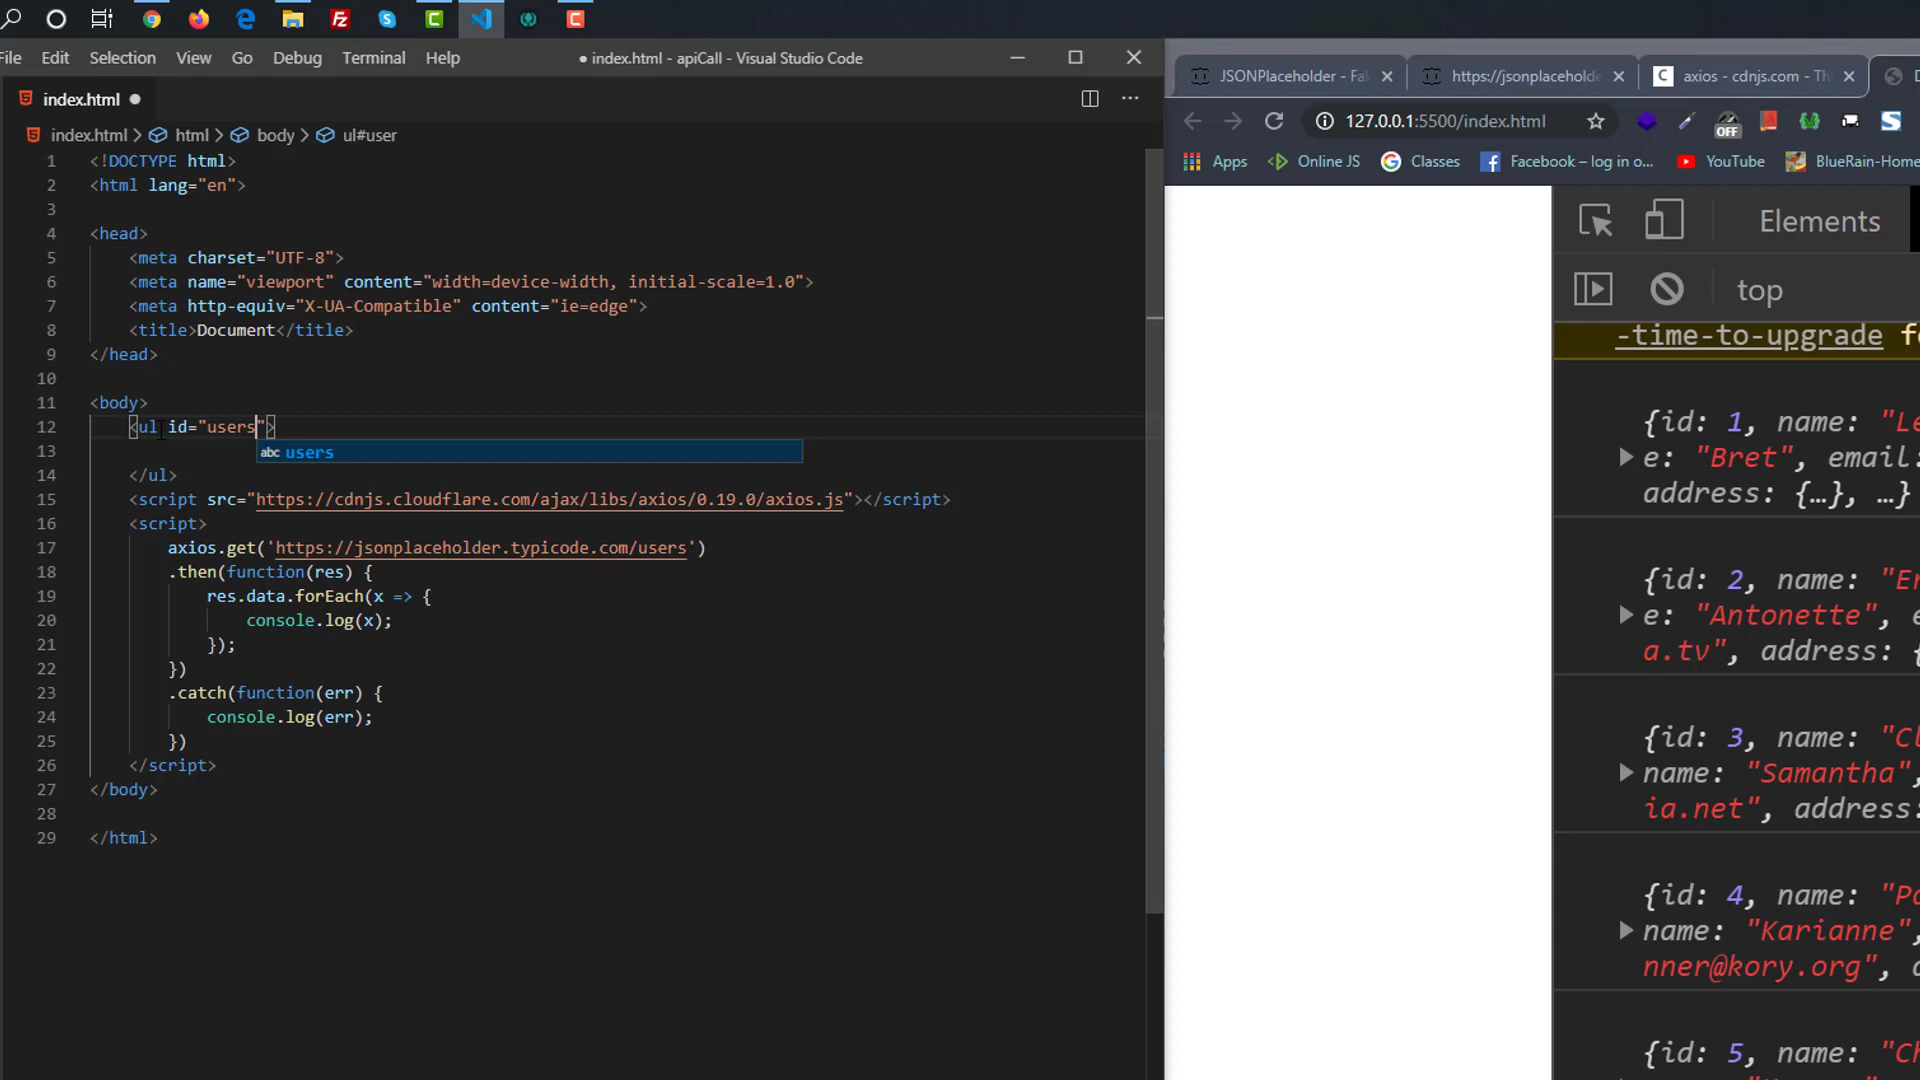 File Edit Selection View Go Debug Terminal Help
● index.html - apiCall - Visual Studio Code
index.html ●
index.html > html > body > ul#user
1 <!DOCTYPE html>
2 <html lang="en">
3
4 <head>
5 <meta charset="UTF-8">
6 <meta name="viewport" content="width=device-width, initial-scale=1.0">
7 <meta http-equiv="X-UA-Compatible" content="ie=edge">
8 <title>Document</title>
9 </head>
10
11 <body>
12 <ul id="users">
abc users
13
14 </ul>
15 <script src="https://cdnjs.cloudflare.com/ajax/libs/axios/0.19.0/axios.js"></script>
16 <script>
17 axios.get('https://jsonplaceholder.typicode.com/users')
18 .then(function(res) {
19 res.data.forEach(x => {
20 console.log(x);
21 });
22 })
23 .catch(function(err) {
24 console.log(err);
25 })
26 </script>
27 </body>
28
29 </html>
JSONPlaceholder - Fak
https://jsonplaceholde
C axios - cdnjs.com - Th
127.0.0.1:5500/index.html
OFF
Apps Online JS Classes Facebook – log in o... YouTube BlueRain-Home
Elements
top
-time-to-upgrade fo
{id: 1, name: "Le
e: "Bret", email:
address: {…}, …}
{id: 2, name: "Er
e: "Antonette", e
a.tv", address: {
{id: 3, name: "Cl
name: "Samantha",
ia.net", address:
{id: 4, name: "Pa
name: "Karianne",
nner@kory.org", a
{id: 5, name: "Ch